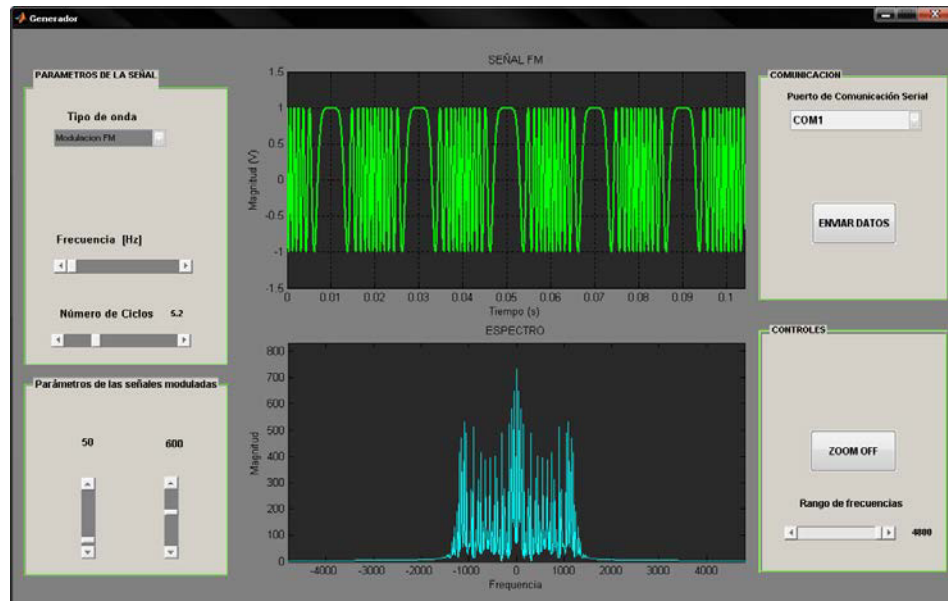 Generador
PARAMETROS DE LA SEÑAL
Tipo de onda
Modulacion FM
Frecuencia [Hz]
Número de Ciclos 5.2
Parámetros de las señales moduladas
50 600
SEÑAL FM
1.5
1
0.5
0
-0.5
-1
-1.5
Magnitud (V)
0 0.01 0.02 0.03 0.04 0.05 0.06 0.07 0.08 0.09 0.1
Tiempo (s)
ESPECTRO
800
700
600
500
400
300
200
100
0
Magnitud
-4000 -3000 -2000 -1000 0 1000 2000 3000 4000
Frequencia
COMUNICACION
Puerto de Comunicación Serial
COM1
ENVIAR DATOS
CONTROLES
ZOOM OFF
Rango de frecuencias
4800